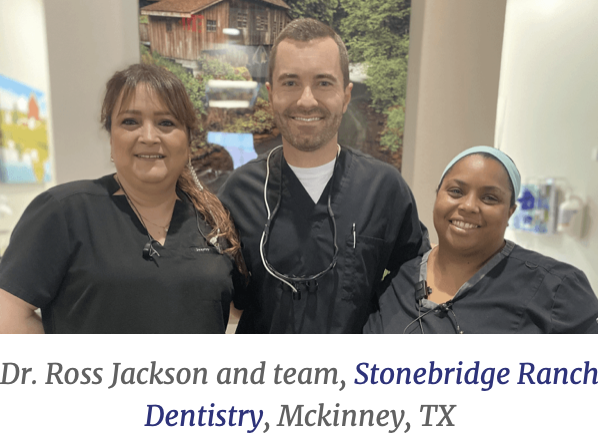 Dr. Ross Jackson and team, Stonebridge Ranch
Dentistry, Mckinney, TX